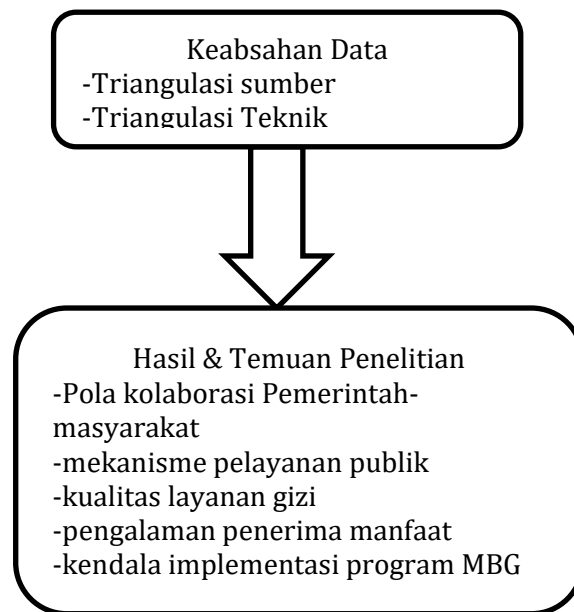 Keabsahan Data
-Triangulasi sumber
-Triangulasi Teknik
Hasil & Temuan Penelitian
-Pola kolaborasi Pemerintah-
masyarakat
-mekanisme pelayanan publik
-kualitas layanan gizi
-pengalaman penerima manfaat
-kendala implementasi program MBG